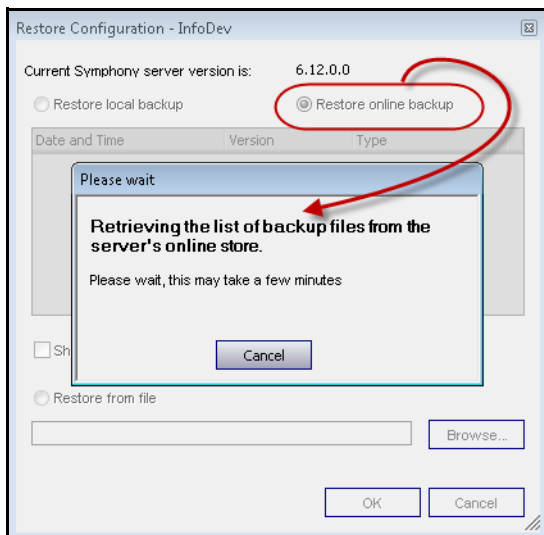 Restore Configuration - InfoDev
Current Symphony server version is: 6.12.0.0
Restore local backup Restore online backup
Date and Time Version Type
Please wait
Retrieving the list of backup files from the
server's online store.
Please wait, this may take a few minutes
Cancel
Sh
Restore from file
Browse...
OK Cancel